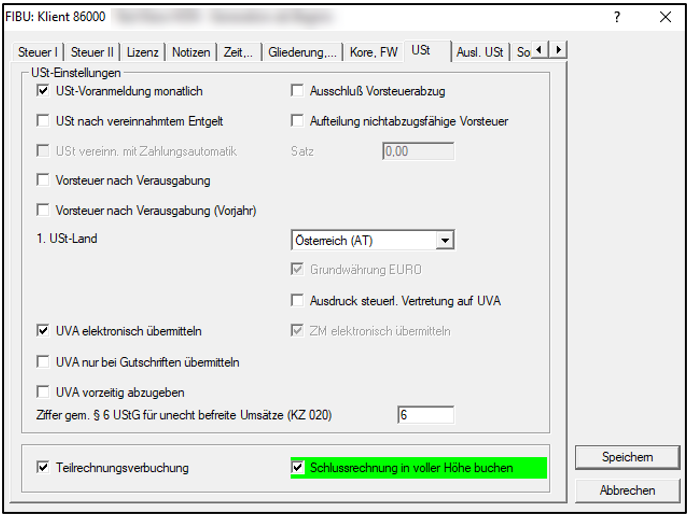 FIBU: Klient 86000
Steuer I Steuer II Lizenz Notizen Zeit,.. Gliederung,... Kore, FW USt Ausl. USt So
USt-Einstellungen
USt-Voranmeldung monatlich Ausschluß Vorsteuerabzug
USt nach vereinnahmtem Entgelt Aufteilung nichtabzugsfähige Vorsteuer
USt vereinn. mit Zahlungsautomatik Satz 0,00
Vorsteuer nach Verausgabung
Vorsteuer nach Verausgabung (Vorjahr)
1. USt-Land Österreich (AT)
Grundwährung EURO
Ausdruck steuerl. Vertretung auf UVA
UVA elektronisch übermitteln ZM elektronisch übermitteln
UVA nur bei Gutschriften übermitteln
UVA vorzeitig abzugeben
Ziffer gem. § 6 UStG für unecht befreite Umsätze (KZ 020) 6
Teilrechnungsverbuchung Schlussrechnung in voller Höhe buchen
Speichern
Abbrechen